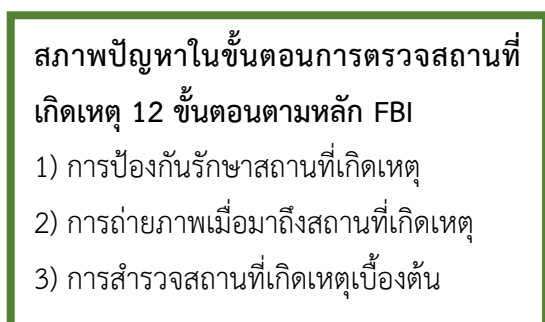 สภาพปัญหาในขั้นตอนการตรวจสถานที่
เกิดเหตุ 12 ขั้นตอนตามหลัก FBI
1) การป้องกันรักษาสถานที่เกิดเหตุ
2) การถ่ายภาพเมื่อมาถึงสถานที่เกิดเหตุ
3) การสำรวจสถานที่เกิดเหตุเบื้องต้น